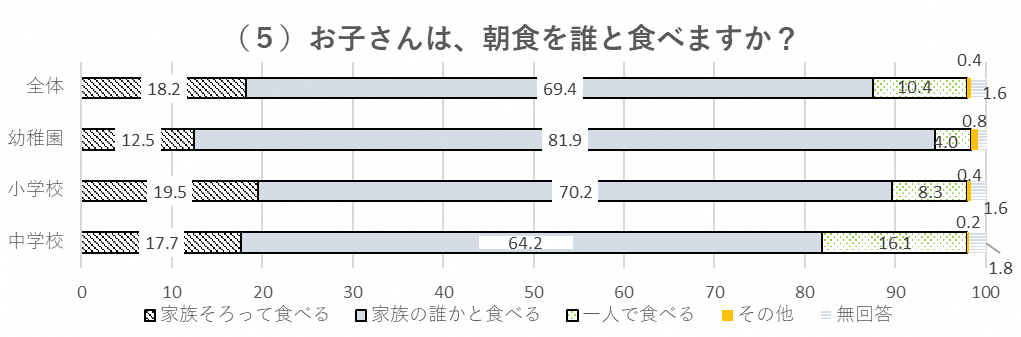 （５）お子さんは、朝食を誰と食べますか？
全体 18.2 69.4 10.4 0.4 1.6
幼稚園 12.5 81.9 4.0 0.8
小学校 19.5 70.2 8.3 0.4 1.6
中学校 17.7 64.2 16.1 0.2 1.8
0 10 20 30 40 50 60 70 80 90 100
家族そろって食べる 家族の誰かと食べる 一人で食べる その他 無回答